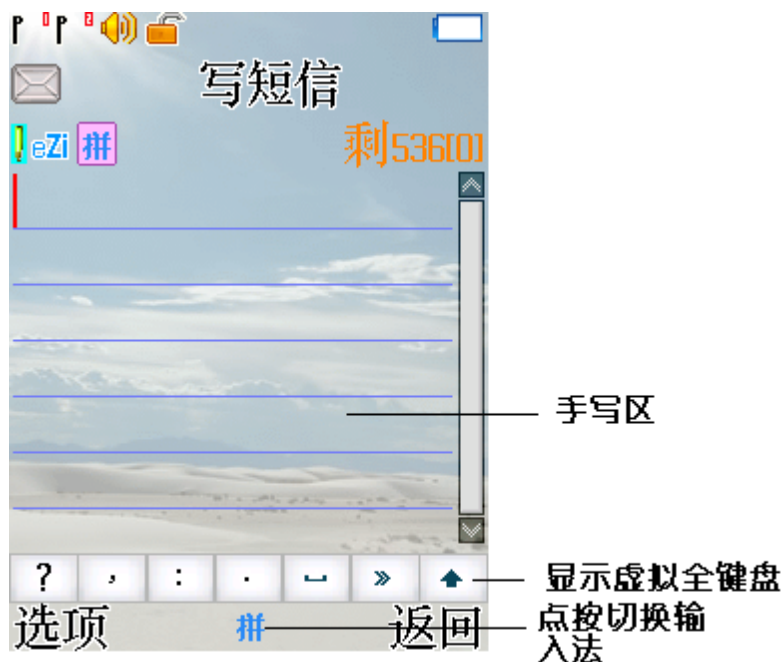 写短信
eZi 拼 剩536[0]
手写区
? , : . ⎵ » 显示虚拟全键盘
选项 拼 返回 点按切换输
入法